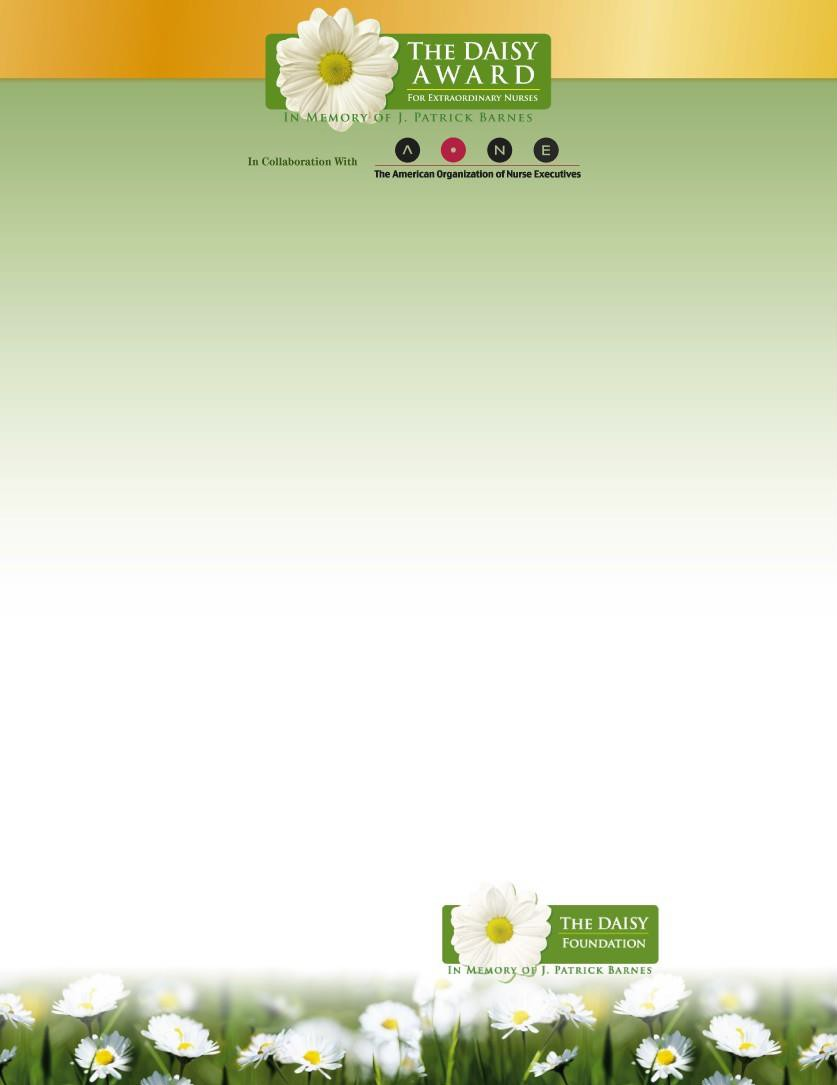 THE DAISY
AWARD
FOR EXTRAORDINARY NURSES
IN MEMORY OF J. PATRICK BARNES
In Collaboration With
A • N E
The American Organization of Nurse Executives
THE DAISY
FOUNDATION
IN MEMORY OF J. PATRICK BARNES